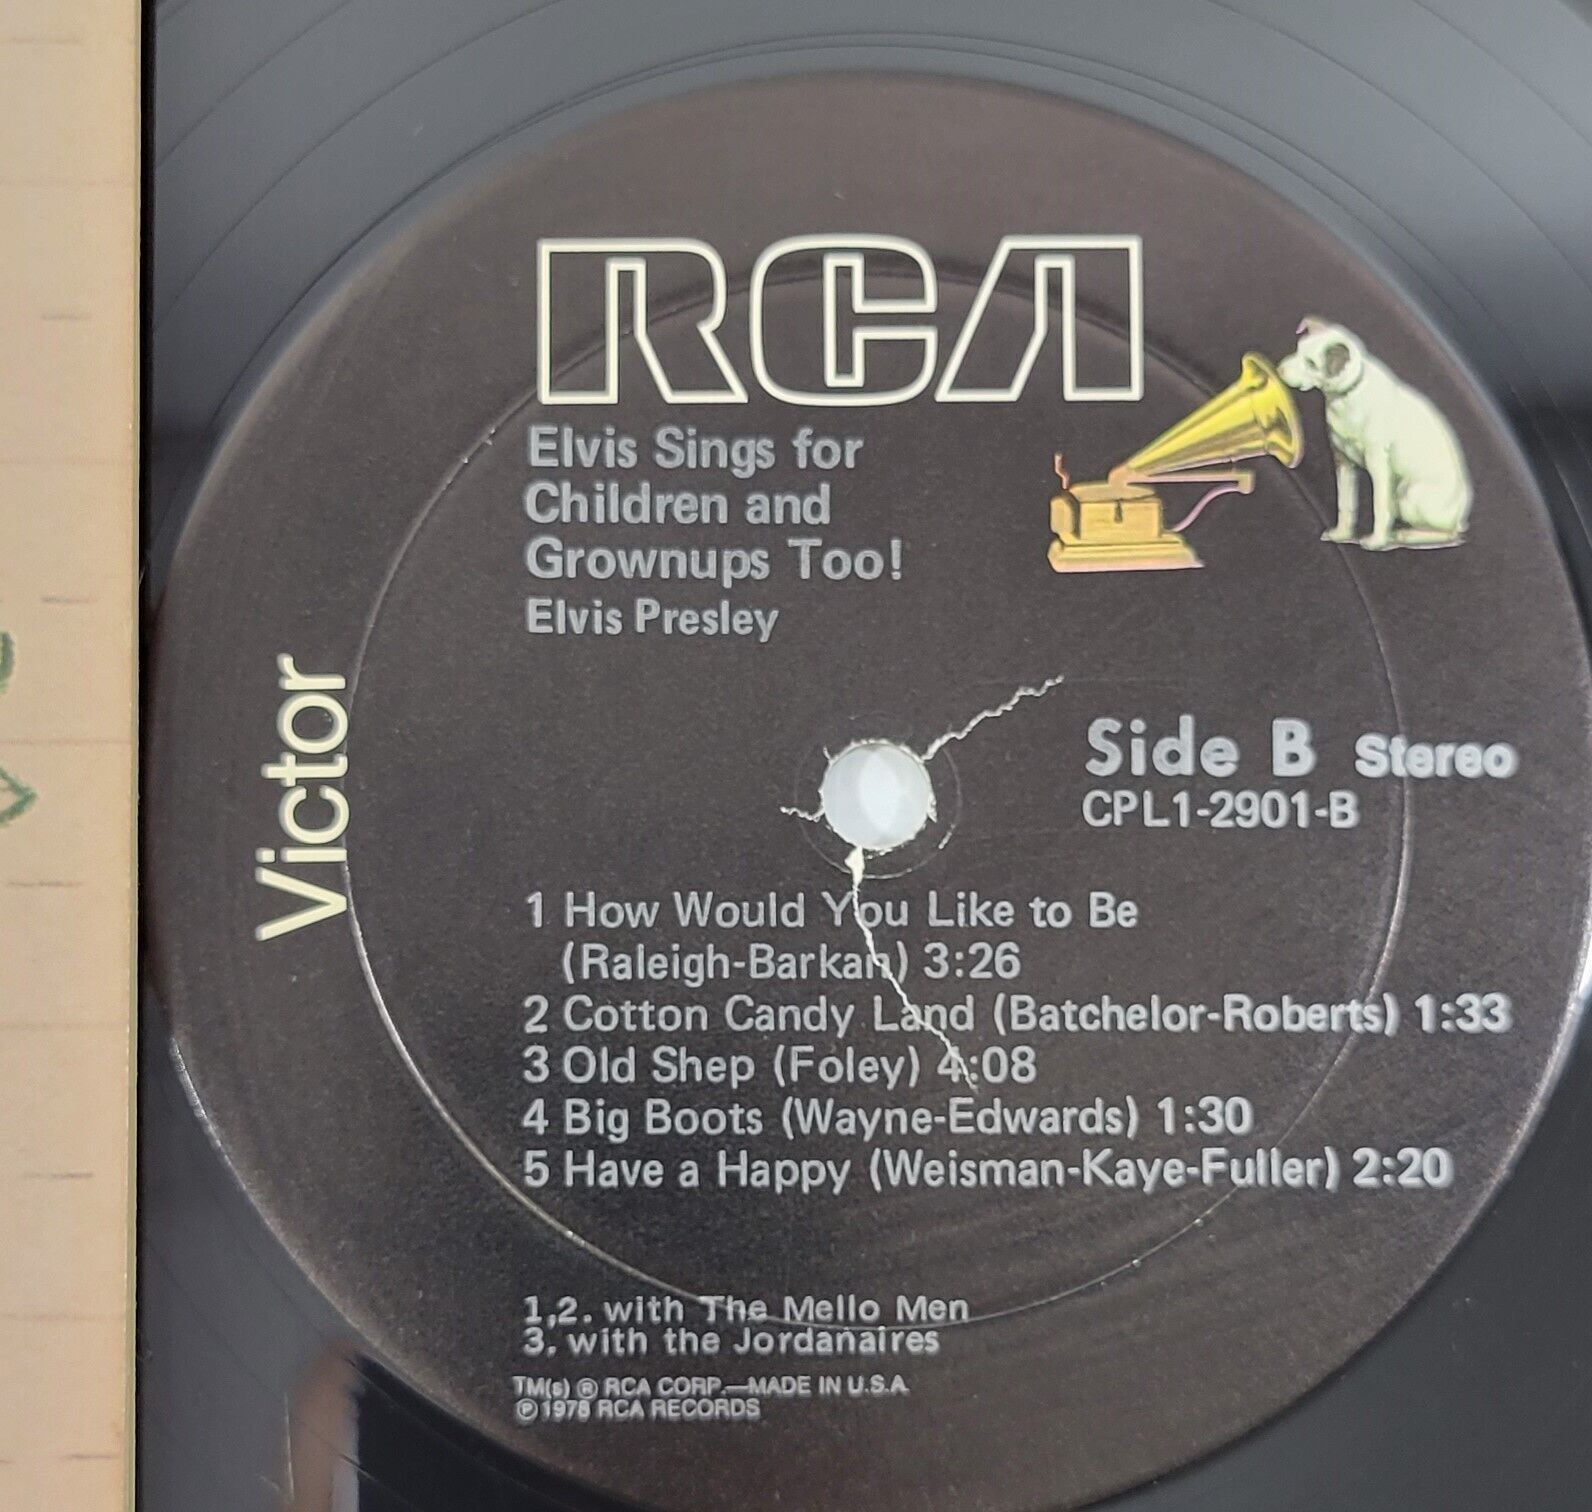 RCA
Elvis Sings for
Children and
Grownups Too!
Elvis Presley
Victor
Side B Stereo
CPL1-2901-B
1 How Would You Like to Be
(Raleigh-Barkan) 3:26
2 Cotton Candy Land (Batchelor-Roberts) 1:33
3 Old Shep (Foley) 4:08
4 Big Boots (Wayne-Edwards) 1:30
5 Have a Happy (Weisman-Kaye-Fuller) 2:20
1,2. with The Mello Men
3. with the Jordanaires
TM(s) ® RCA CORP.—MADE IN U.S.A
℗ 1978 RCA RECORDS